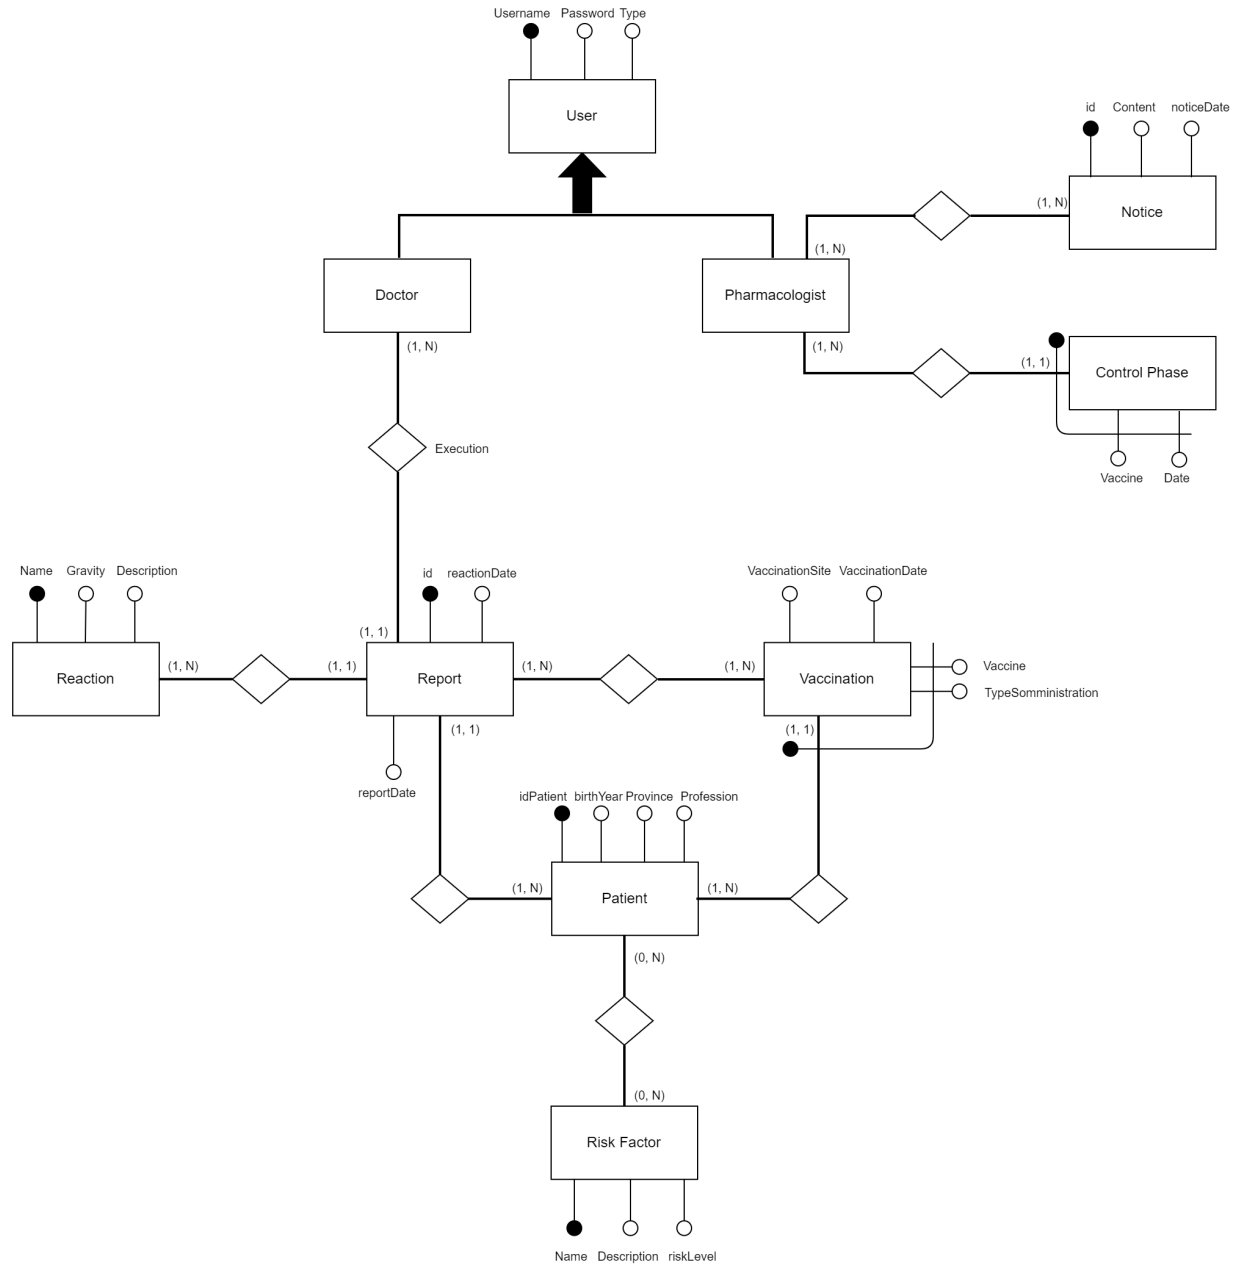 Username Password Type
User
id Content noticeDate
(1, N) Notice
(1, N)
Doctor Pharmacologist
(1, N) (1, N) (1, 1) Control Phase
Execution
Vaccine Date
Name Gravity Description id reactionDate VaccinationSite VaccinationDate
(1, 1)
(1, N) (1, 1) (1, N) (1, N) Vaccine
Reaction Report Vaccination
TypeSomministration
(1, 1) (1, 1)
reportDate
idPatient birthYear Province Profession
(1, N) (1, N)
Patient
(0, N)
(0, N)
Risk Factor
Name Description riskLevel